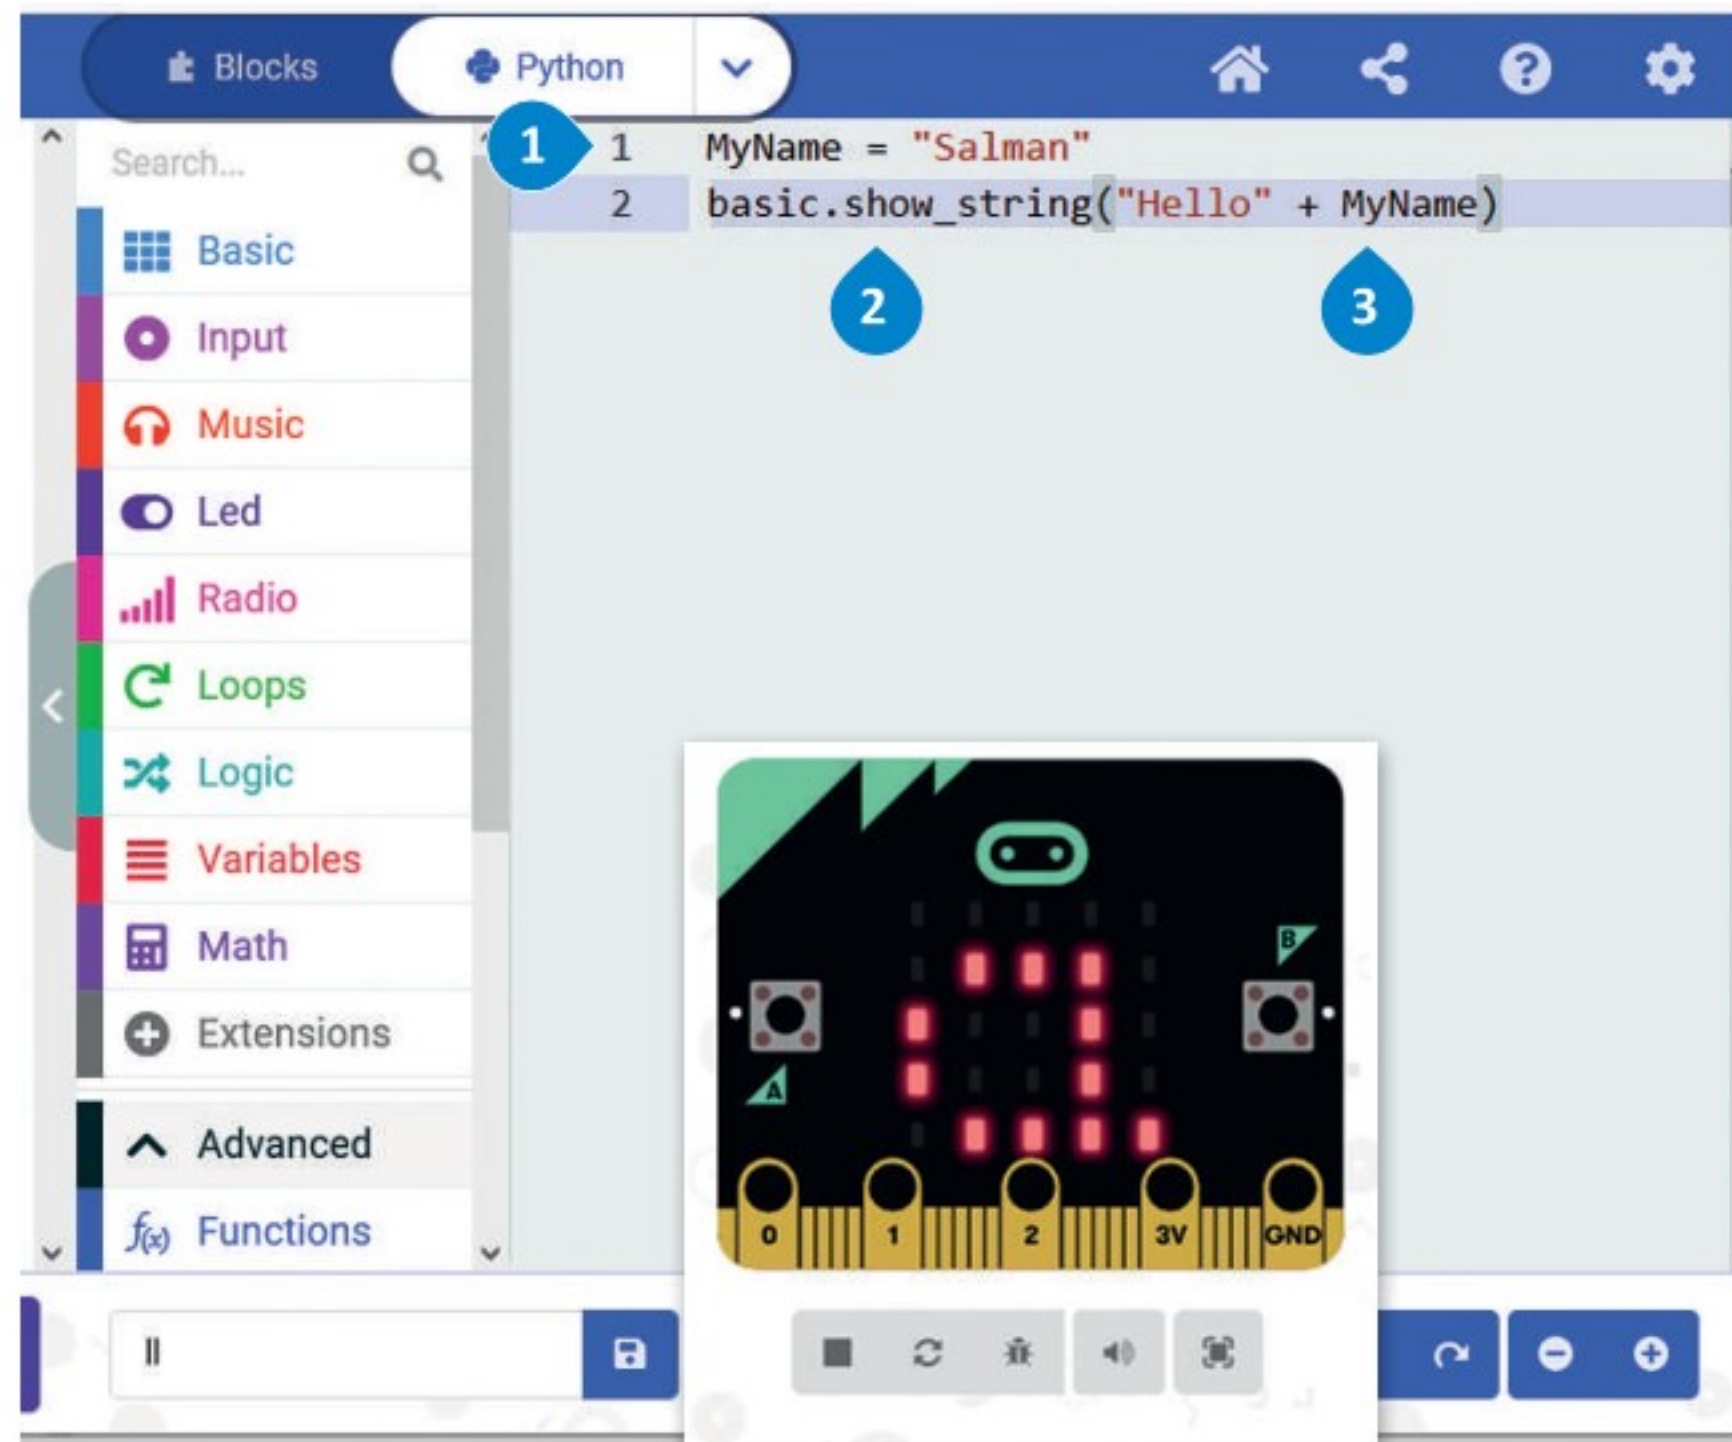 Blocks
Python
Search...
1
1 MyName = "Salman"
2 basic.show_string("Hello" + MyName)
2
3
Basic
Input
Music
Led
Radio
Loops
Logic
Variables
Math
Extensions
Advanced
f(x) Functions
B
A
0 1 2 3V GND
ll